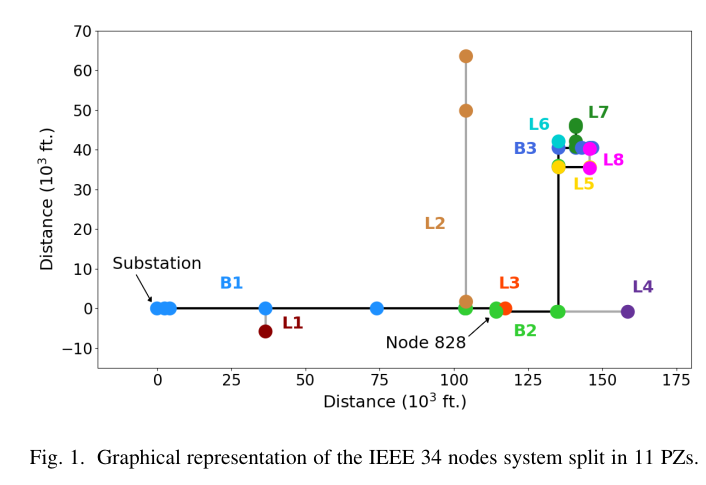 70
60
50
40
30
20
10
0
−10
Distance (10³ ft.)
L7
L6
B3
L8
L5
L2
Substation
B1
L3
L4
L1
Node 828
B2
0 25 50 75 100 125 150 175
Distance (10³ ft.)
Fig. 1. Graphical representation of the IEEE 34 nodes system split in 11 PZs.